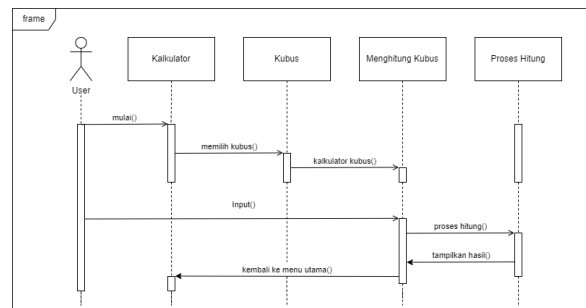 frame
Kalkulator
Kubus
Menghitung Kubus
Proses Hitung
User
mulai()
memilih kubus()
kalkulator kubus()
Input()
proses hitung()
tampilkan hasil()
kembali ke menu utama()